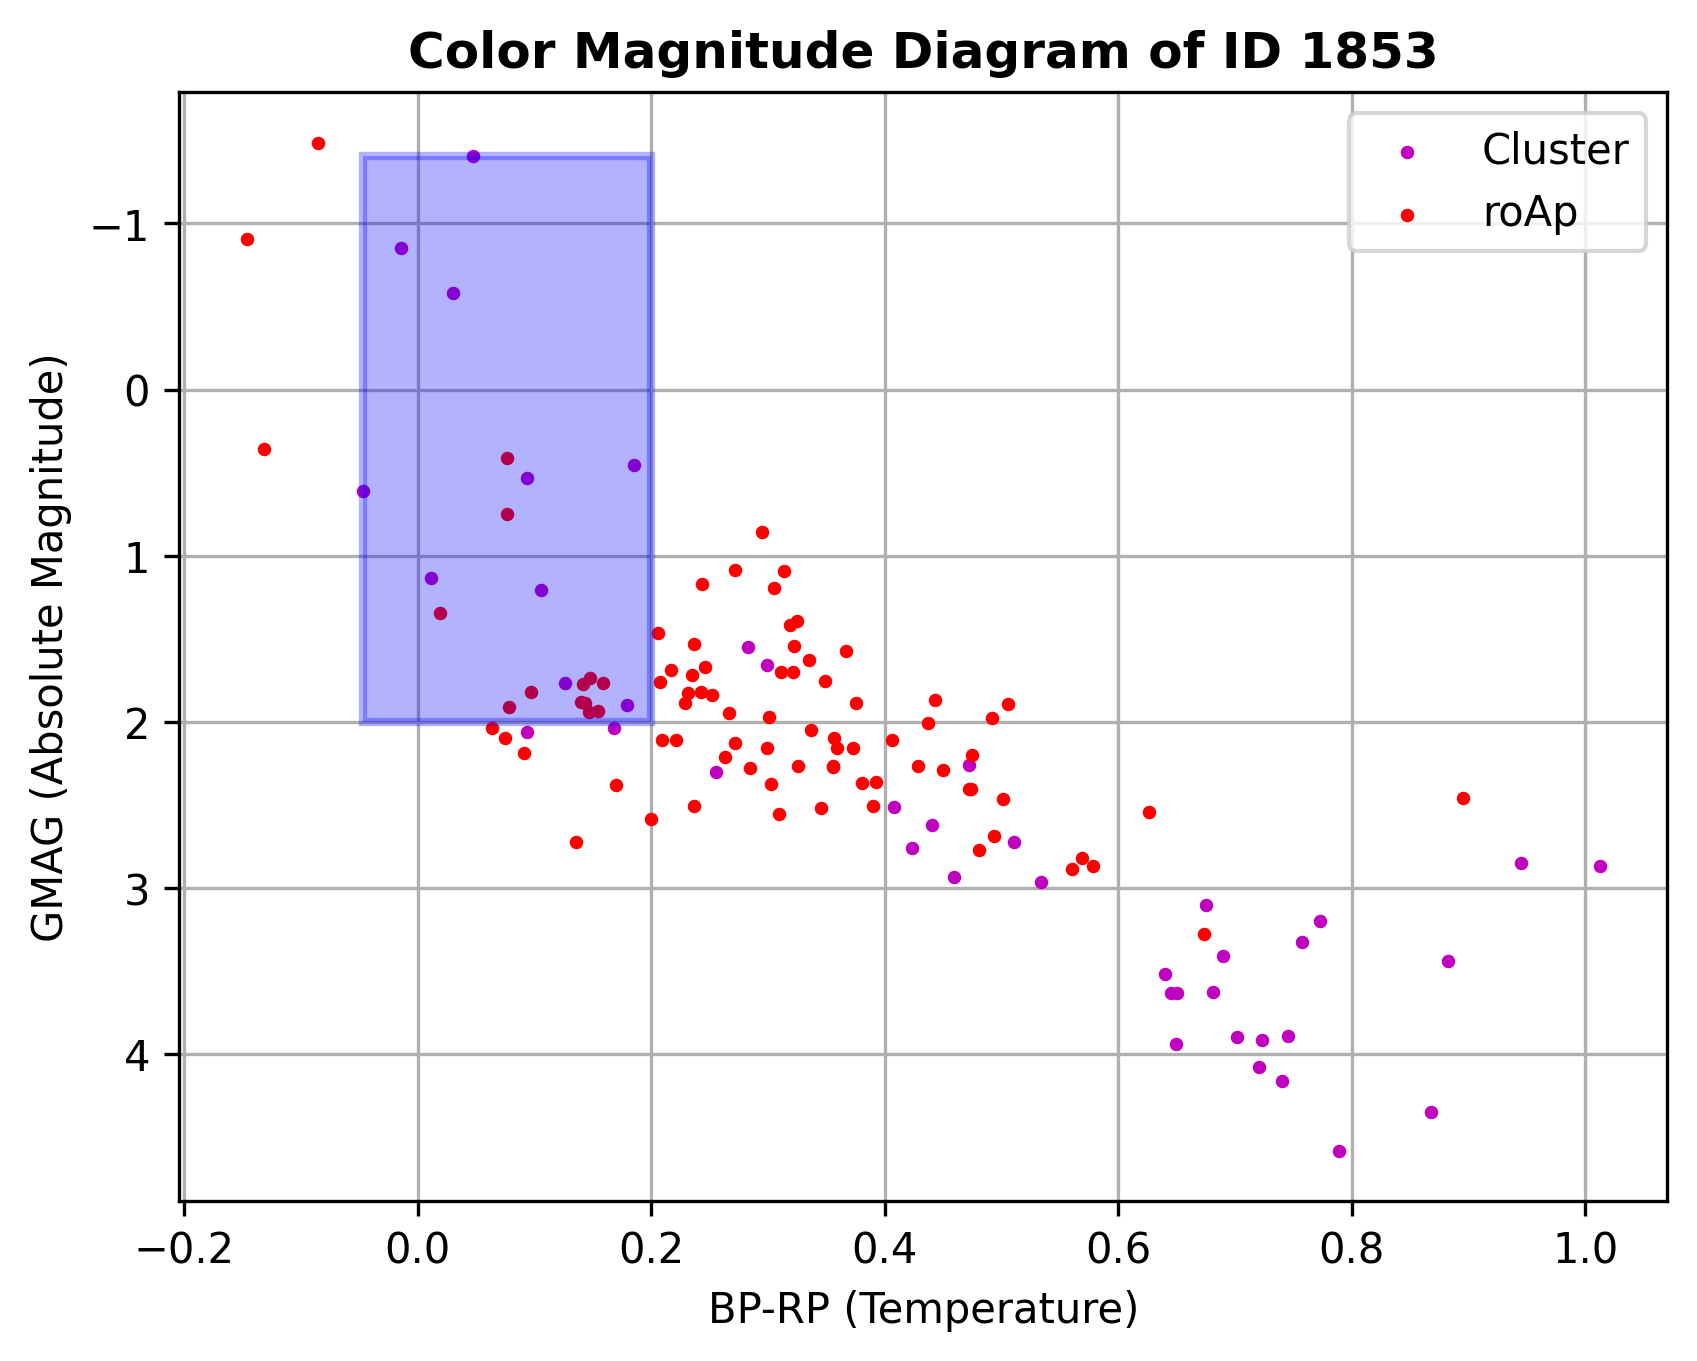 Color Magnitude Diagram of ID 1853
Cluster
roAp
−1
0
1
2
3
4
GMAG (Absolute Magnitude)
−0.2 0.0 0.2 0.4 0.6 0.8 1.0
BP-RP (Temperature)